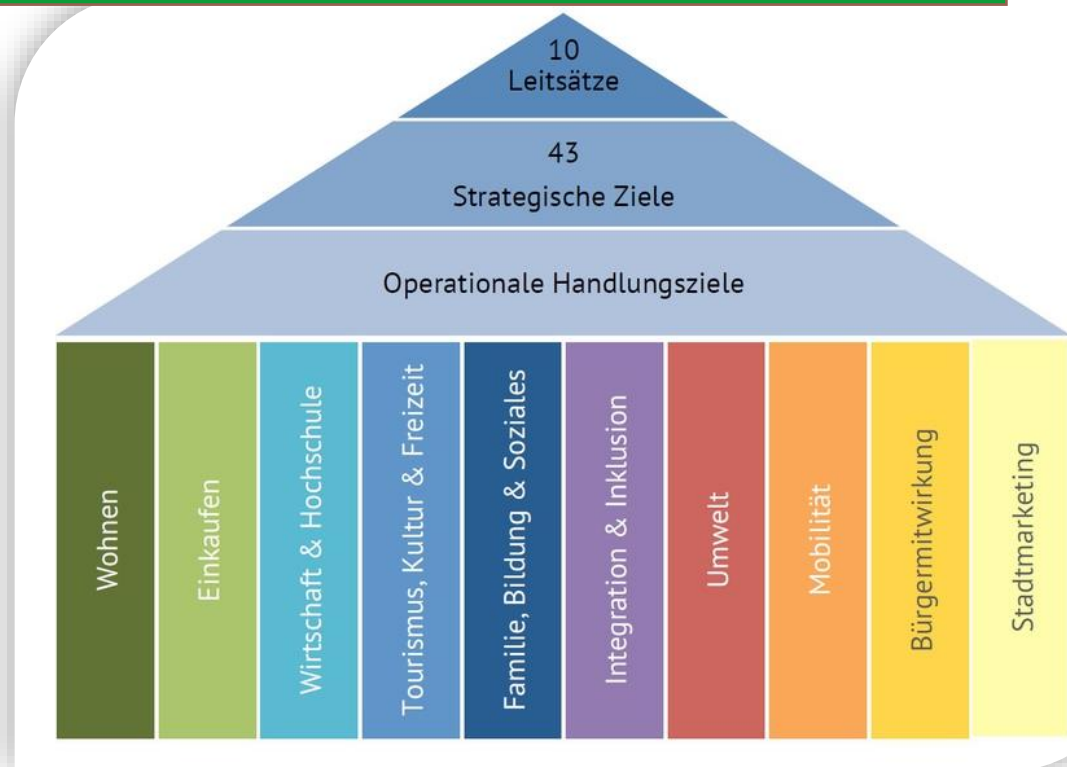 10
Leitsätze
43
Strategische Ziele
Operationale Handlungsziele
Wohnen
Einkaufen
Wirtschaft & Hochschule
Tourismus, Kultur & Freizeit
Familie, Bildung & Soziales
Integration & Inklusion
Umwelt
Mobilität
Bürgermitwirkung
Stadtmarketing